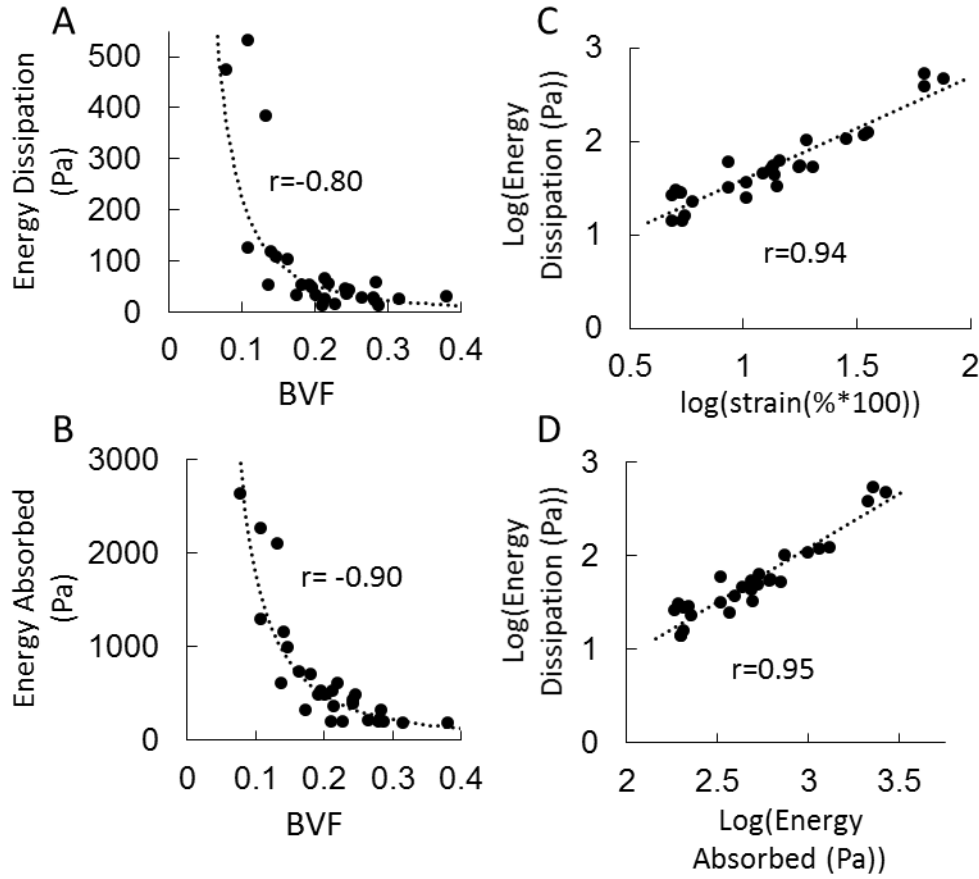 A
Energy Dissipation
(Pa)
500
400
300
200
100
0
r=-0.80
0 0.1 0.2 0.3 0.4
BVF
B
Energy Absorbed
(Pa)
3000
2000
1000
0
r= -0.90
0 0.1 0.2 0.3 0.4
BVF
C
Log(Energy
Dissipation (Pa))
3
2
1
0
r=0.94
0.5 1 1.5 2
log(strain(%*100))
D
Log(Energy
Dissipation (Pa))
3
2
1
0
r=0.95
2 2.5 3 3.5
Log(Energy
Absorbed (Pa))